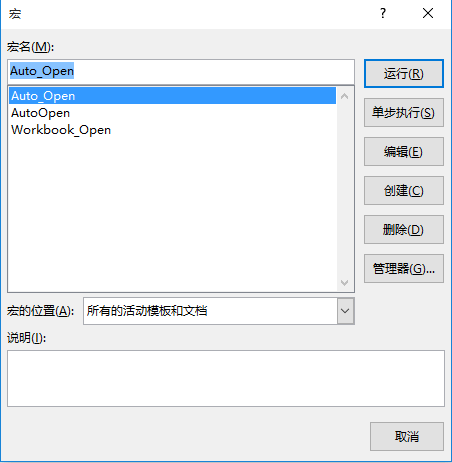 宏
?
宏名(M):
Auto_Open
运行(R)
Auto_Open
AutoOpen
Workbook_Open
单步执行(S)
编辑(E)
创建(C)
删除(D)
管理器(G)...
宏的位置(A): 所有的活动模板和文档
说明(I):
取消